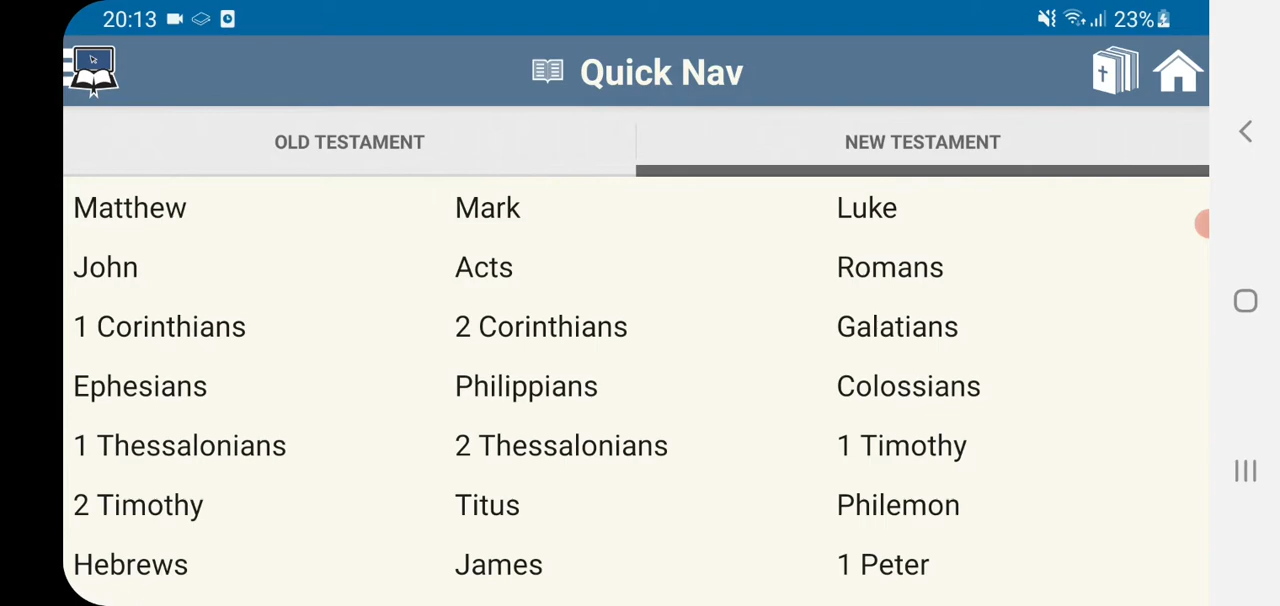 20:13 23%
Quick Nav
OLD TESTAMENT NEW TESTAMENT
Matthew Mark Luke
John Acts Romans
1 Corinthians 2 Corinthians Galatians
Ephesians Philippians Colossians
1 Thessalonians 2 Thessalonians 1 Timothy
2 Timothy Titus Philemon
Hebrews James 1 Peter